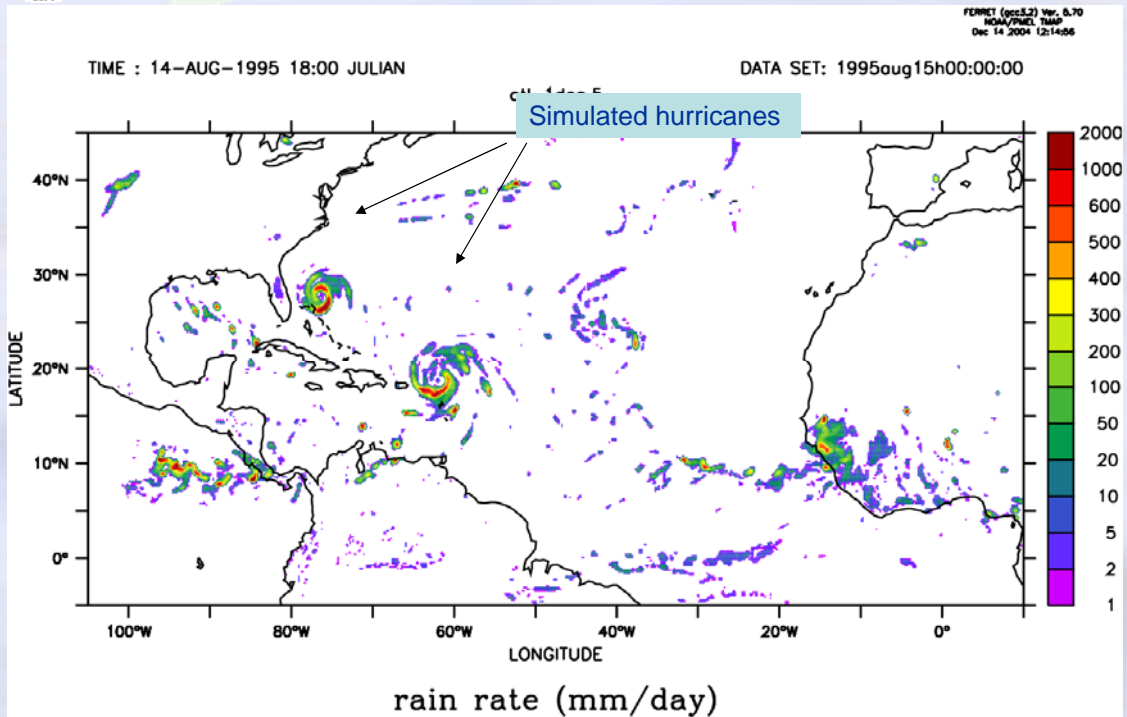 FERRET (gcc3.2) Ver. 5.70
NOAA/PMEL TMAP
Dec 14 2004 12:14:56
TIME : 14-AUG-1995 18:00 JULIAN
DATA SET: 1995aug15h00:00:00
Simulated hurricanes
LATITUDE
40°N
30°N
20°N
10°N
0°
100°W
80°W
60°W
40°W
20°W
0°
LONGITUDE
2000
1000
600
500
400
300
200
100
50
20
10
5
2
1
rain rate (mm/day)